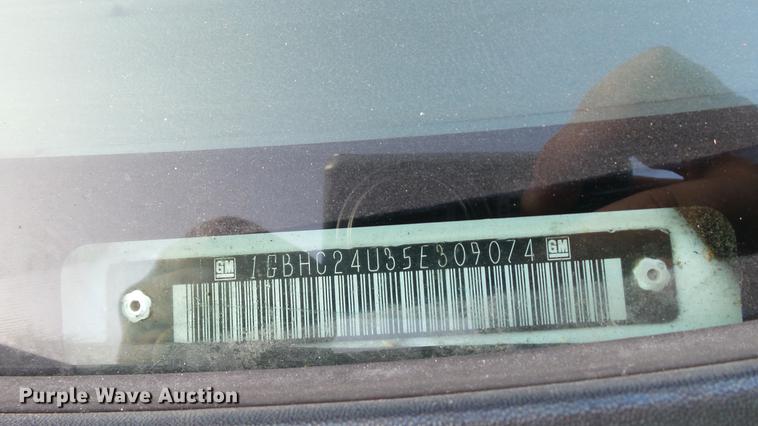 GM 1GBHC24U35E309074 GM
Purple Wave Auction